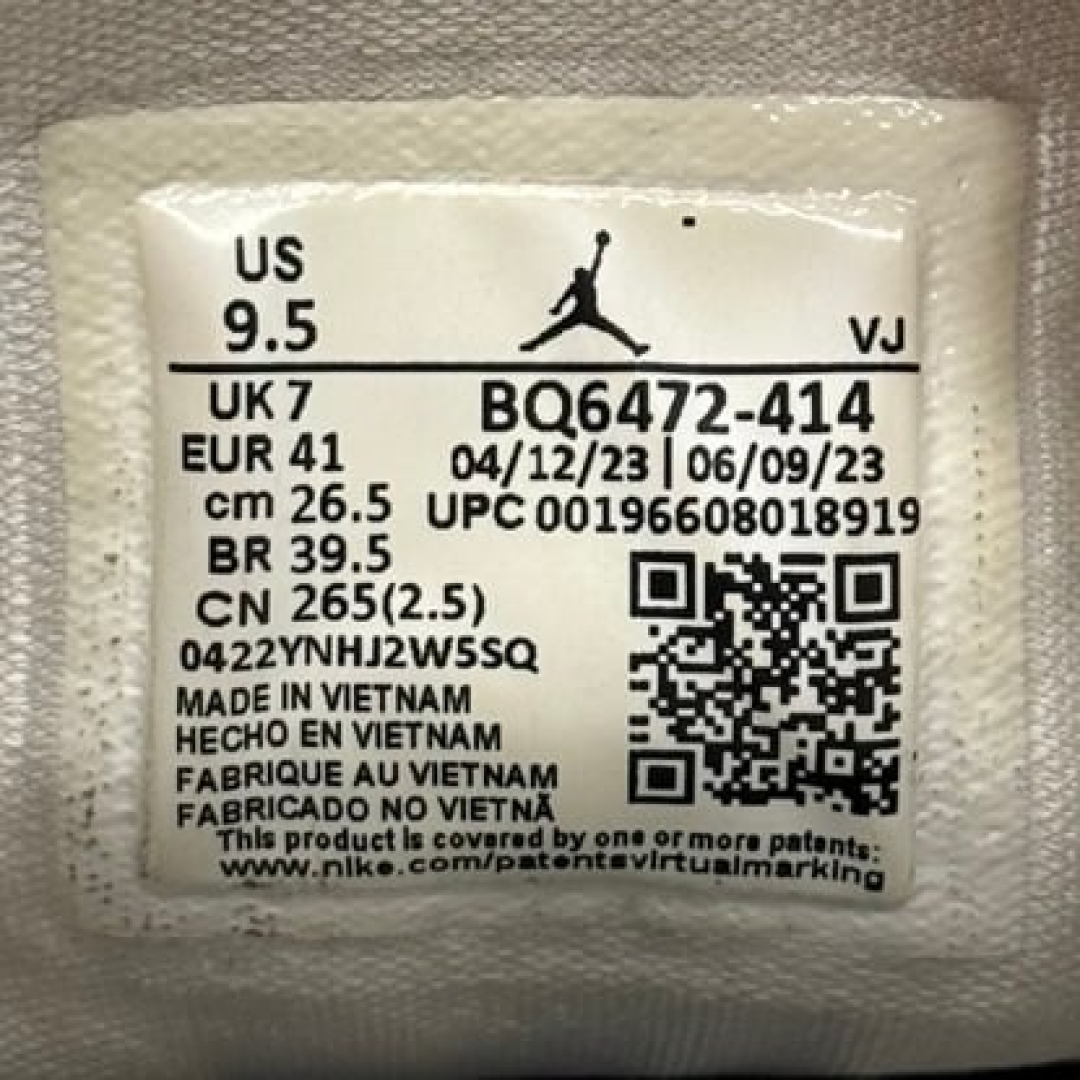 US
9.5
VJ
UK 7
BQ6472-414
EUR 41
04/12/23 | 06/09/23
cm 26.5
UPC 00196608018919
BR 39.5
CN 265(2.5)
0422YNHJ2W5SQ
MADE IN VIETNAM
HECHO EN VIETNAM
FABRIQUE AU VIETNAM
FABRICADO NO VIETNÃ
This product is covered by one or more patents:
www.nike.com/patentsvirtualmarking